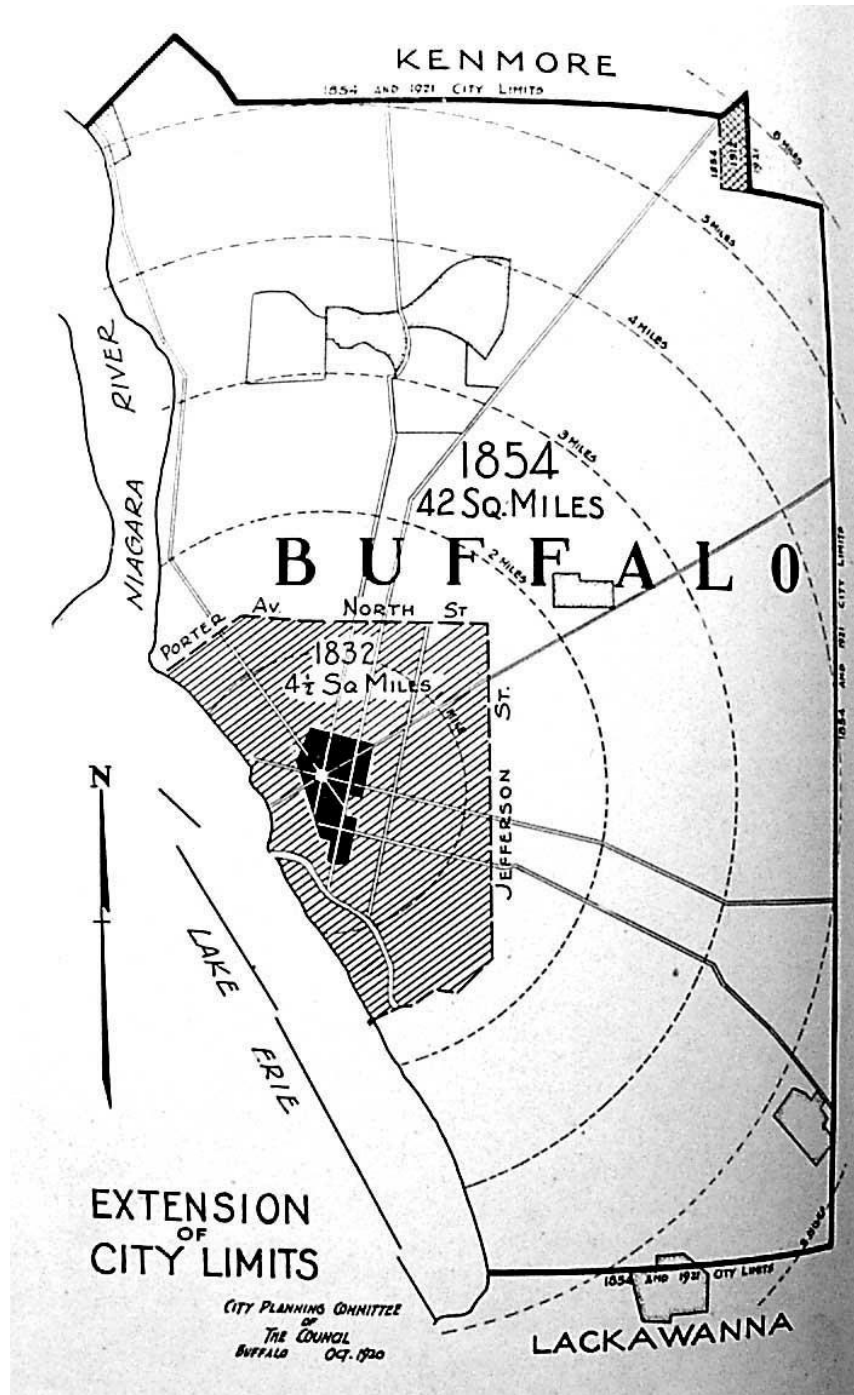 KENMORE
1854 AND 1921 CITY LIMITS
6 MILES
1854
1912
1921
5 MILES
4 MILES
NIAGARA RIVER
3 MILES
1854
42 SQ. MILES
BUFFALO
2 MILES
PORTER AV. NORTH ST
1832
4½ SQ MILES
MILE
JEFFERSON ST.
1854 AND 1921 CITY LIMITS
N
LAKE ERIE
EXTENSION
OF
CITY LIMITS
CITY PLANNING COMMITTEE
OF
THE COUNCIL
BUFFALO OCT. 1920
5 MILES
1854 AND 1921 CITY LIMITS
LACKAWANNA